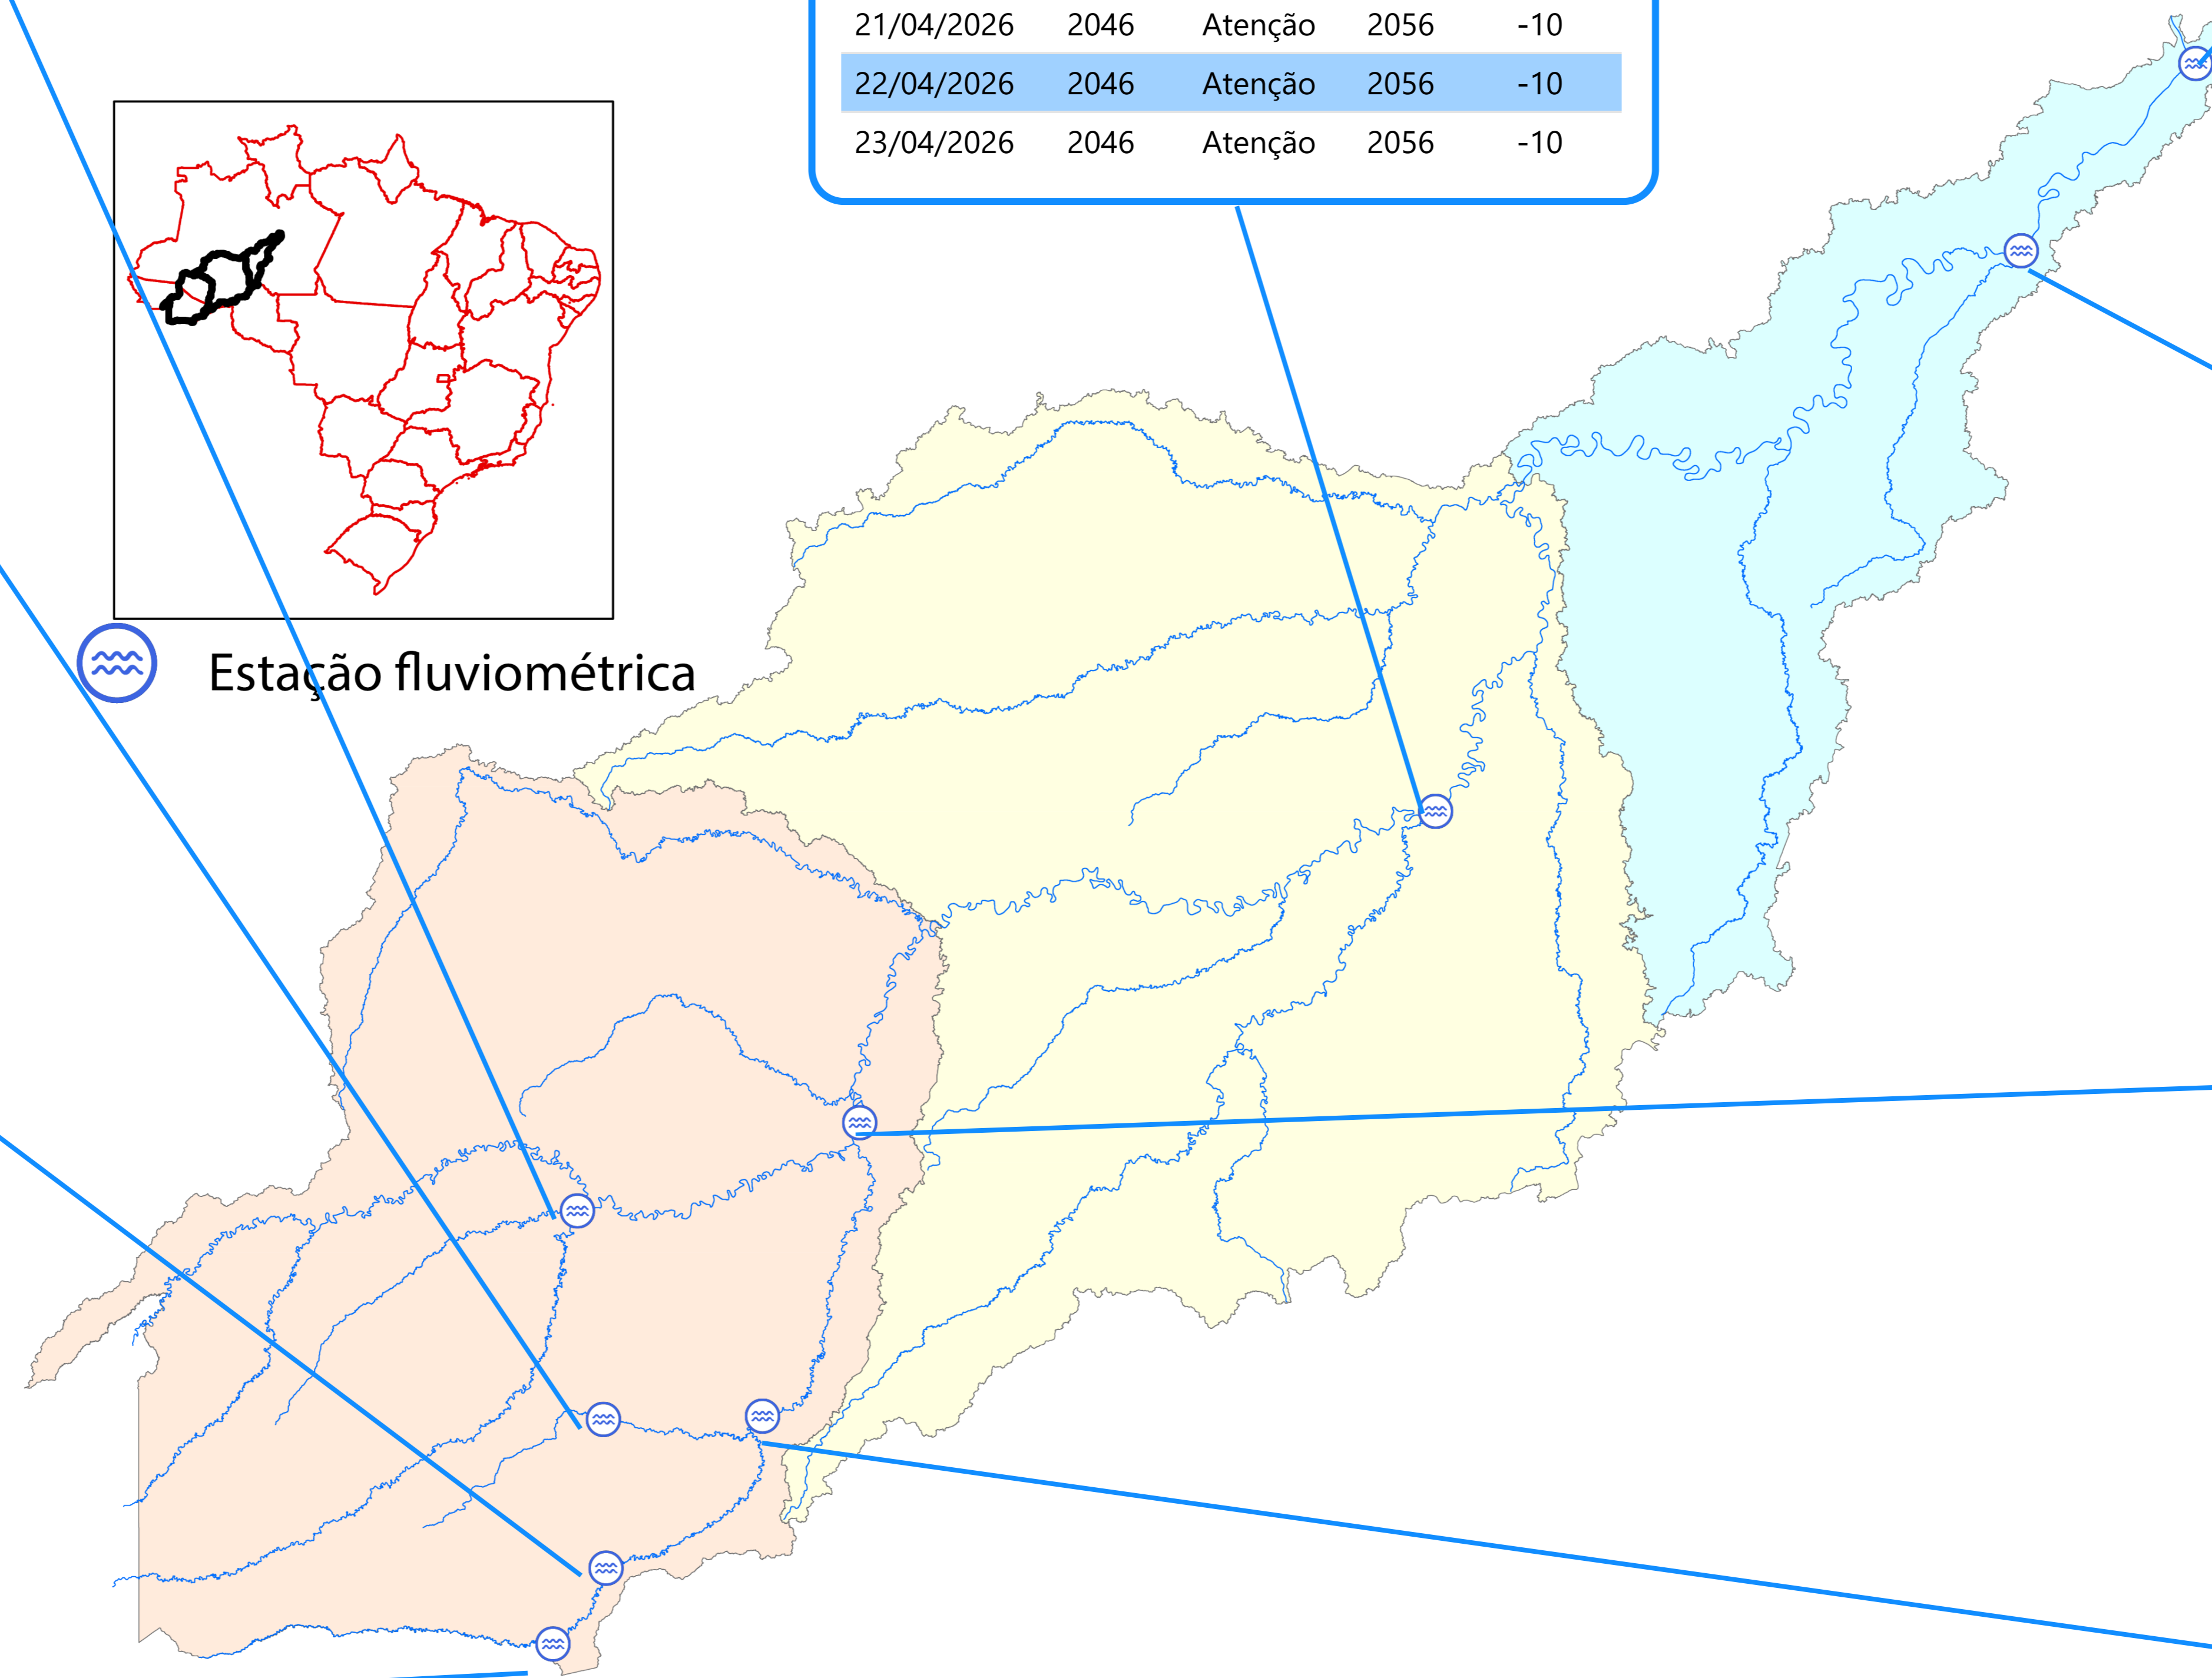 21/04/2026 2046 Atenção 2056 -10
22/04/2026 2046 Atenção 2056 -10
23/04/2026 2046 Atenção 2056 -10
Estação fluviométrica